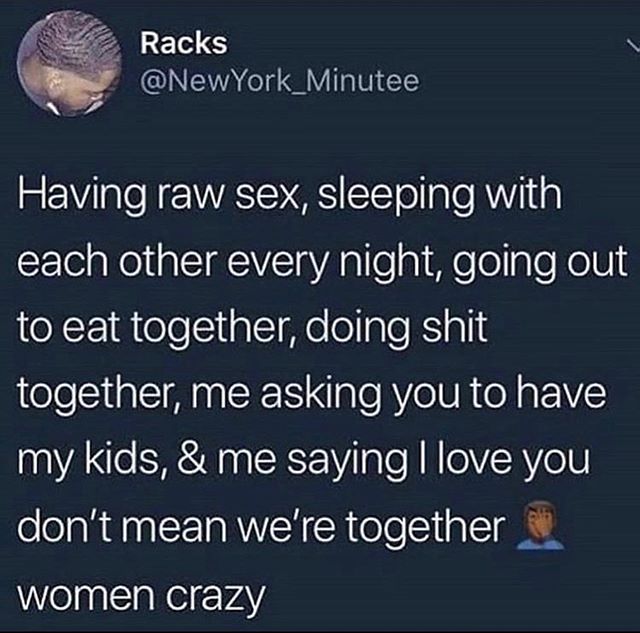 Racks
@NewYork_Minutee
Having raw sex, sleeping with
each other every night, going out
to eat together, doing shit
together, me asking you to have
my kids, & me saying I love you
don't mean we're together 🤦🏾‍♂️
women crazy